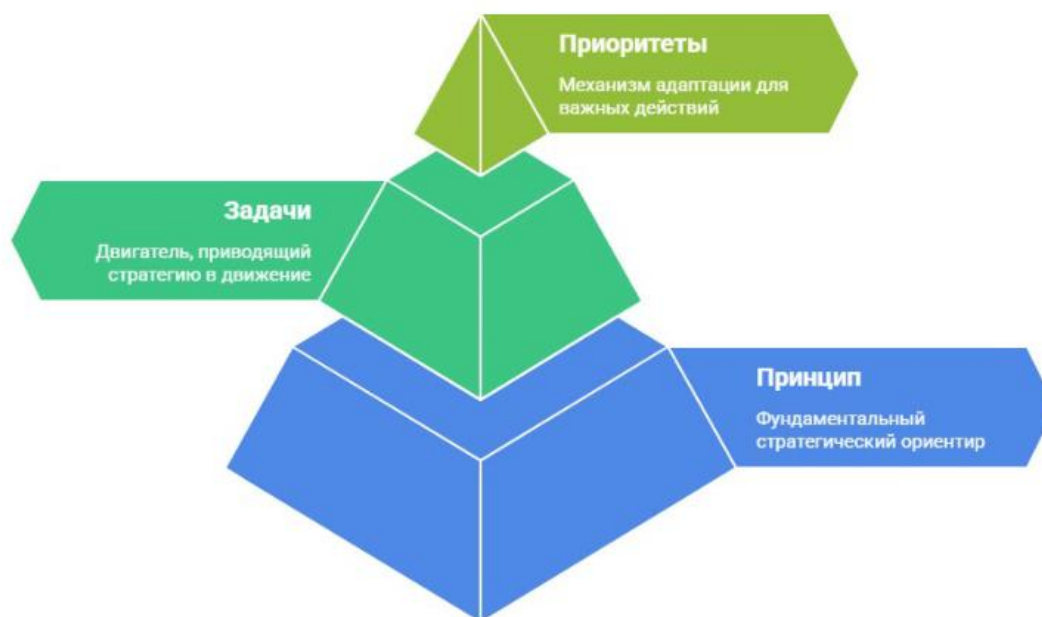 Приоритеты
Механизм адаптации для
важных действий
Задачи
Двигатель, приводящий
стратегию в движение
Принцип
Фундаментальный
стратегический ориентир